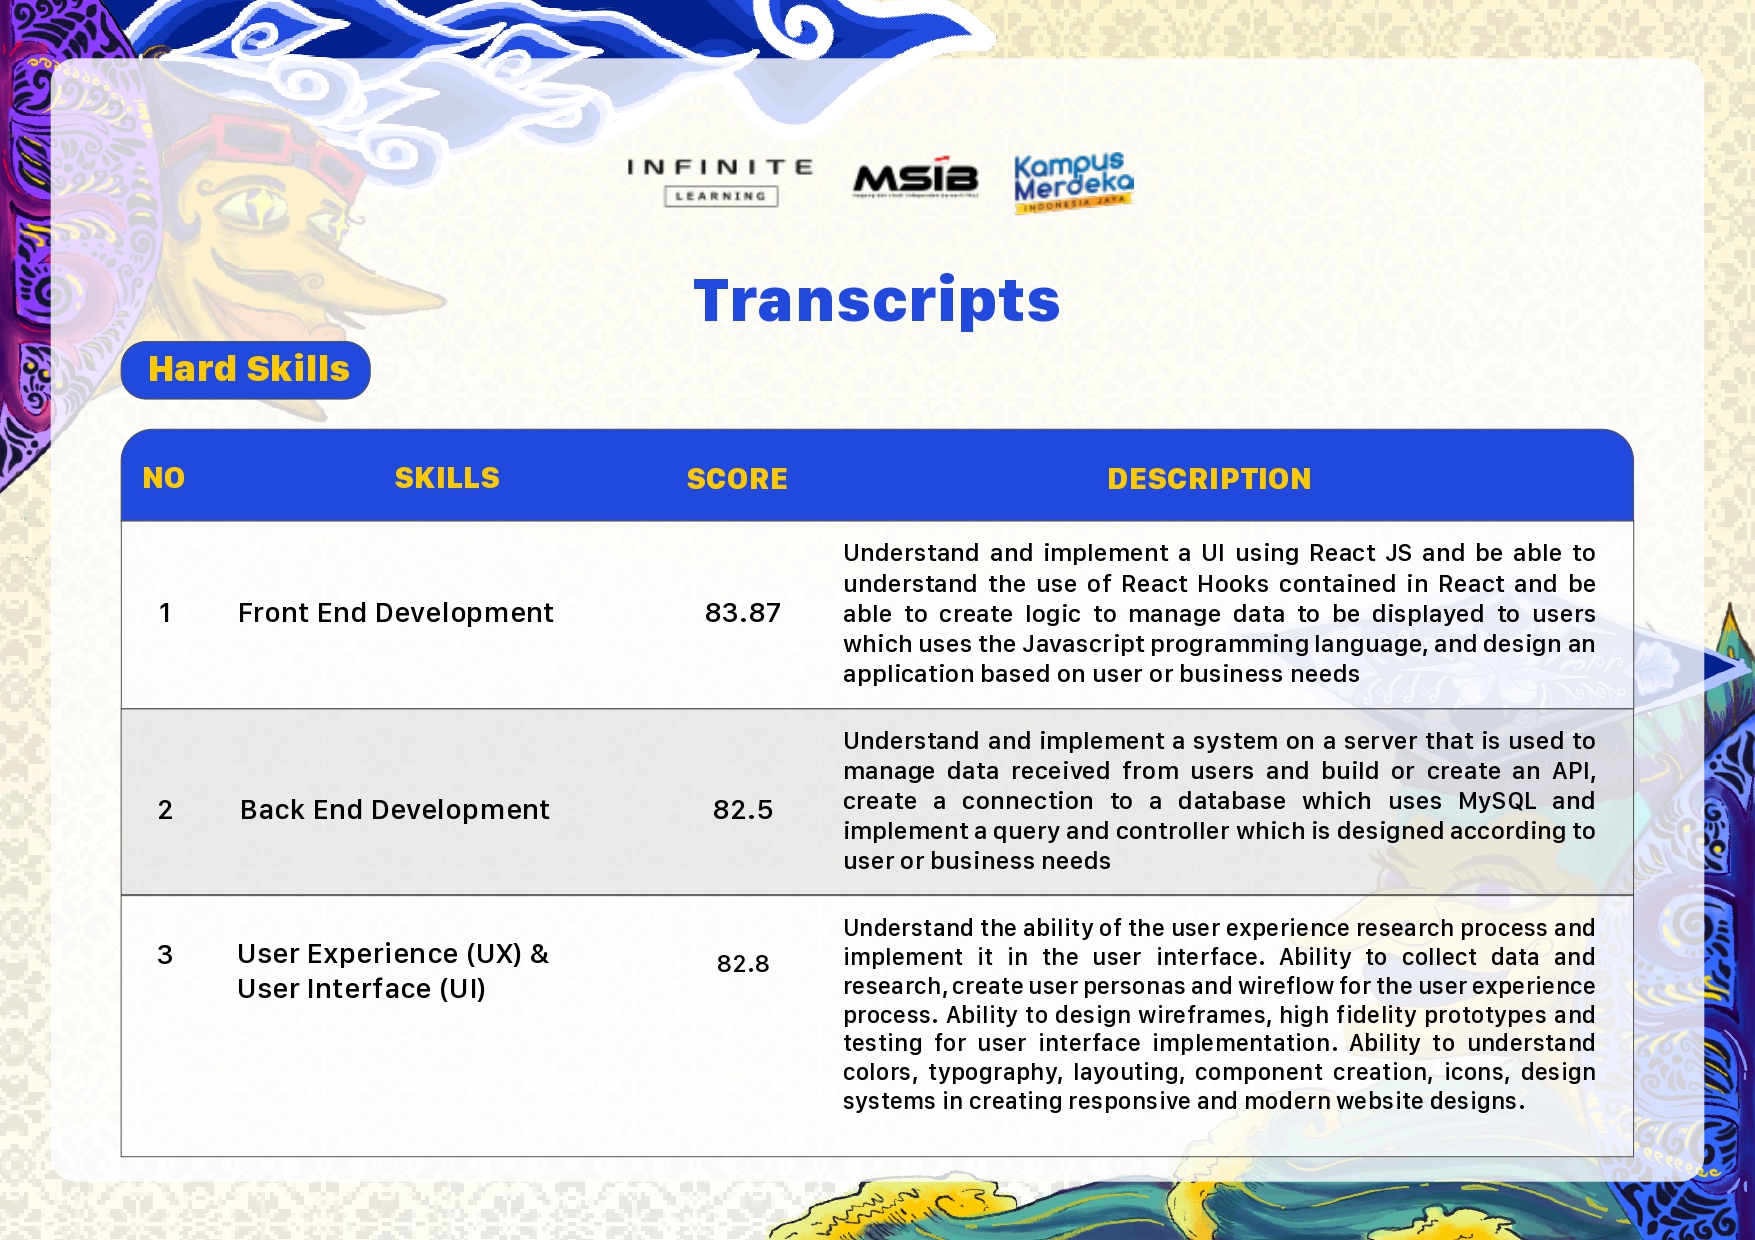 INFINITE
LEARNING
MSIB
Kampus
Merdeka
INDONESIA JAYA
Transcripts
Hard Skills
NO SKILLS SCORE DESCRIPTION
1 Front End Development 83.87
Understand and implement a UI using React JS and be able to
understand the use of React Hooks contained in React and be
able to create logic to manage data to be displayed to users
which uses the Javascript programming language, and design an
application based on user or business needs
2 Back End Development 82.5
Understand and implement a system on a server that is used to
manage data received from users and build or create an API,
create a connection to a database which uses MySQL and
implement a query and controller which is designed according to
user or business needs
3 User Experience (UX) &
User Interface (UI)
82.8
Understand the ability of the user experience research process and
implement it in the user interface. Ability to collect data and
research, create user personas and wireflow for the user experience
process. Ability to design wireframes, high fidelity prototypes and
testing for user interface implementation. Ability to understand
colors, typography, layouting, component creation, icons, design
systems in creating responsive and modern website designs.